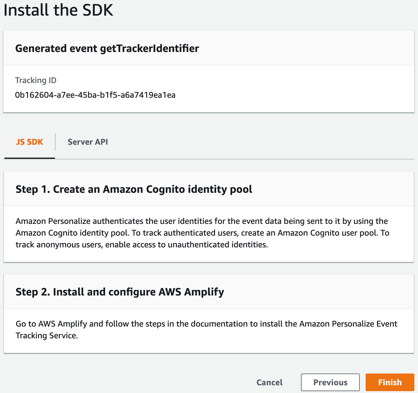 Install the SDK
Generated event getTrackerIdentifier
Tracking ID
0b162604-a7ee-45ba-b1f5-a6a7419ea1ea
JS SDK
Server API
Step 1. Create an Amazon Cognito identity pool
Amazon Personalize authenticates the user identities for the event data being sent to it by using the
Amazon Cognito identity pool. To track authenticated users, create an Amazon Cognito user pool. To
track anonymous users, enable access to unauthenticated identities.
Step 2. Install and configure AWS Amplify
Go to AWS Amplify and follow the steps in the documentation to install the Amazon Personalize Event
Tracking Service.
Cancel
Previous
Finish